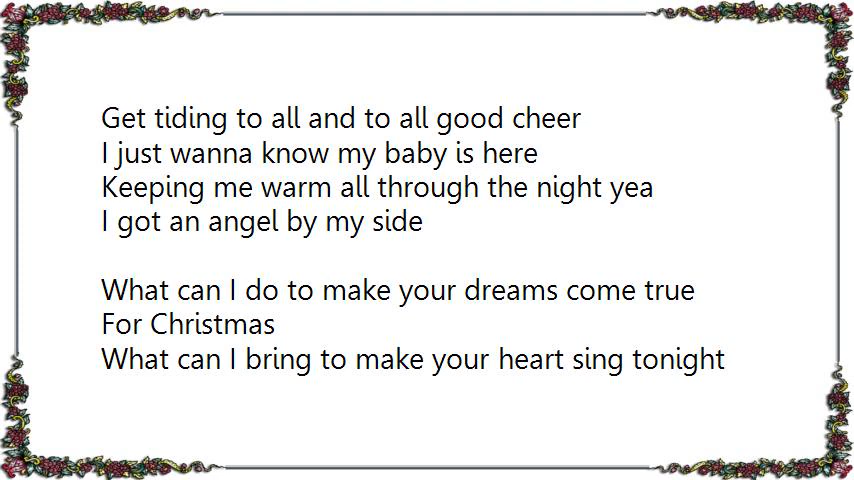 Get tiding to all and to all good cheer
I just wanna know my baby is here
Keeping me warm all through the night yea
I got an angel by my side

What can I do to make your dreams come true
For Christmas
What can I bring to make your heart sing tonight